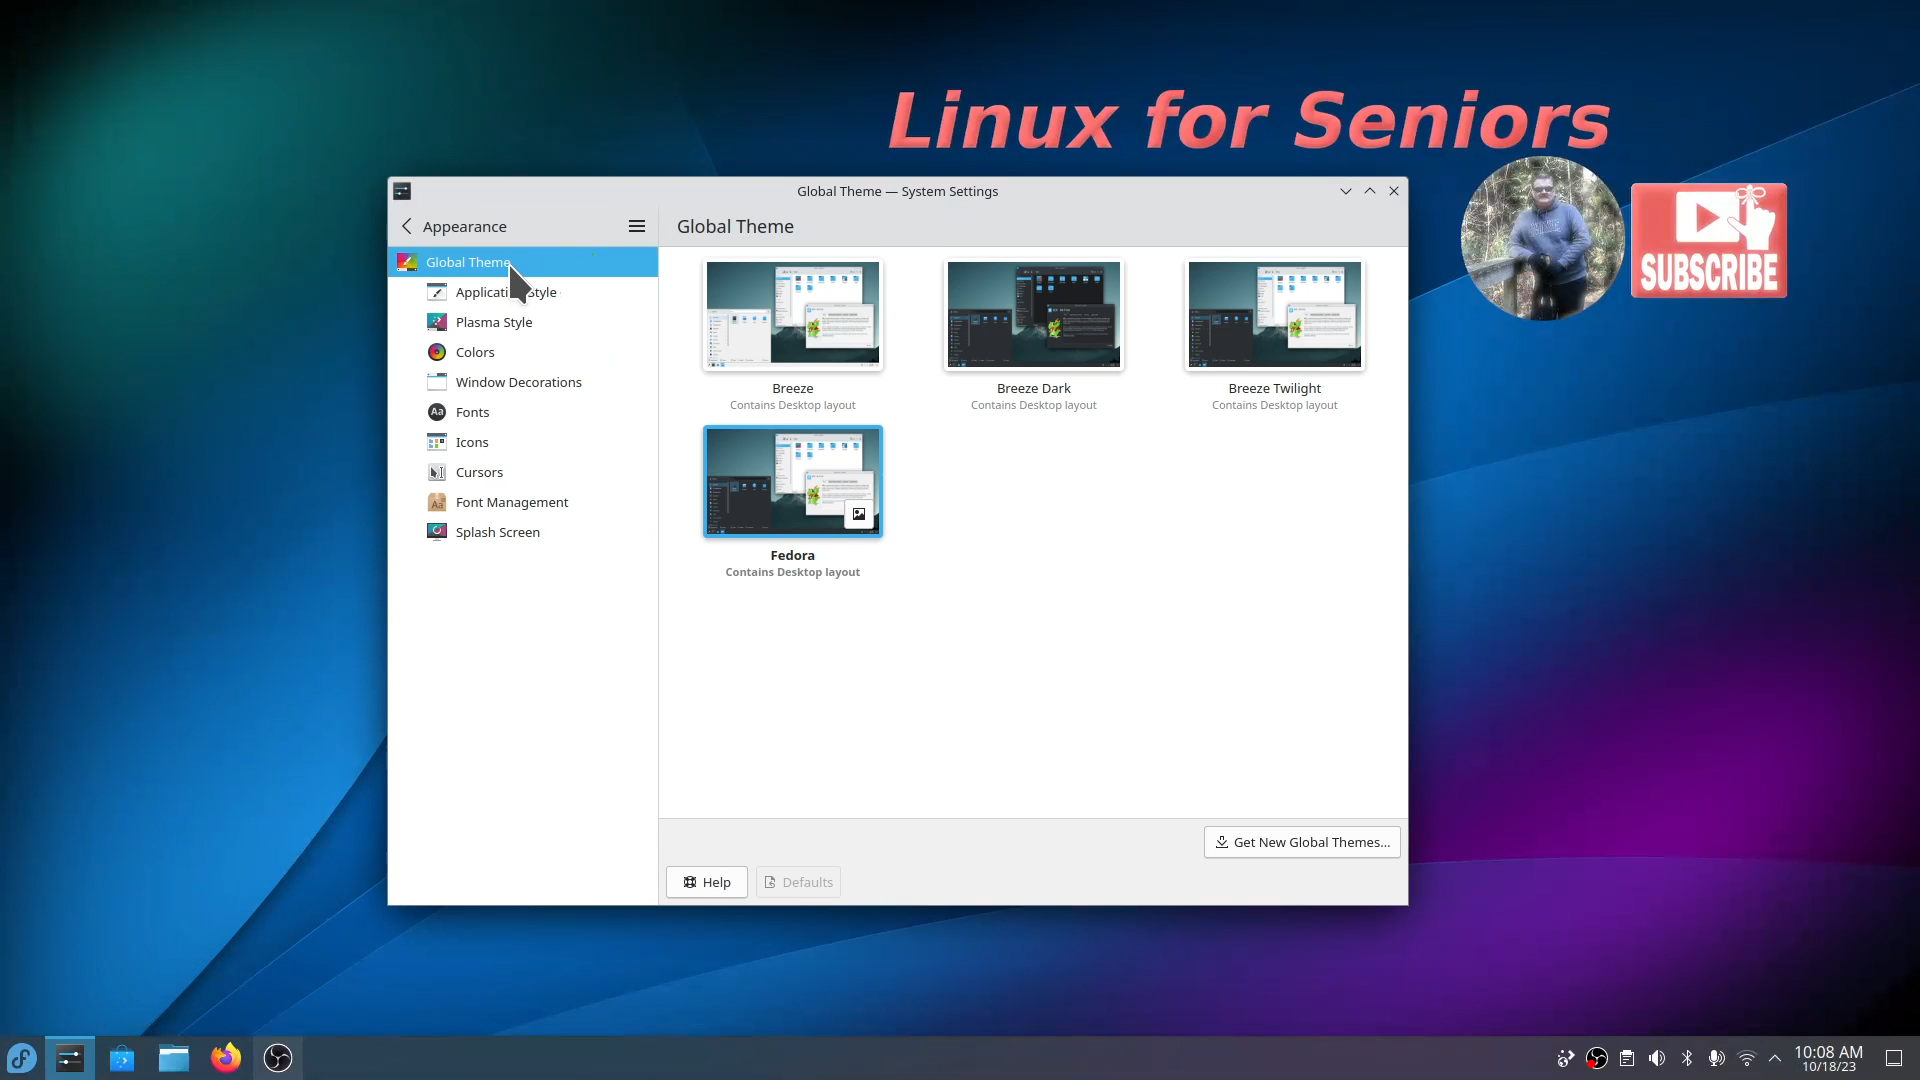 Linux for Seniors
SUBSCRIBE
Global Theme — System Settings
Appearance
Global Theme
Global Theme
Plasma Style
Colors
Window Decorations
Fonts
Icons
Cursors
Font Management
Splash Screen
Breeze
Contains Desktop layout
Breeze Dark
Contains Desktop layout
Breeze Twilight
Contains Desktop layout
Fedora
Contains Desktop layout
Get New Global Themes...
Help
Defaults
10:08 AM
10/18/23